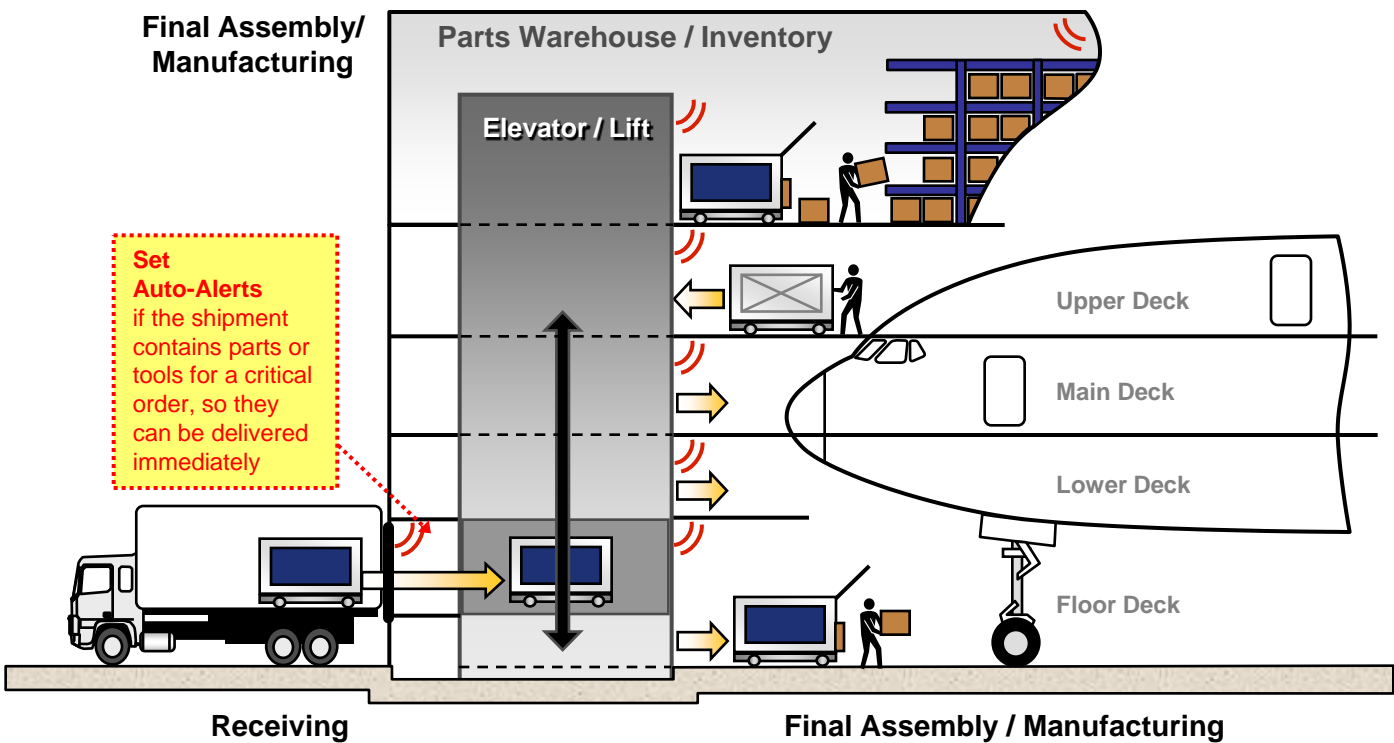 Final Assembly/
Manufacturing
Parts Warehouse / Inventory
Elevator / Lift
Set
Auto-Alerts
if the shipment
contains parts or
tools for a critical
order, so they
can be delivered
immediately
Upper Deck
Main Deck
Lower Deck
Floor Deck
Receiving
Final Assembly / Manufacturing